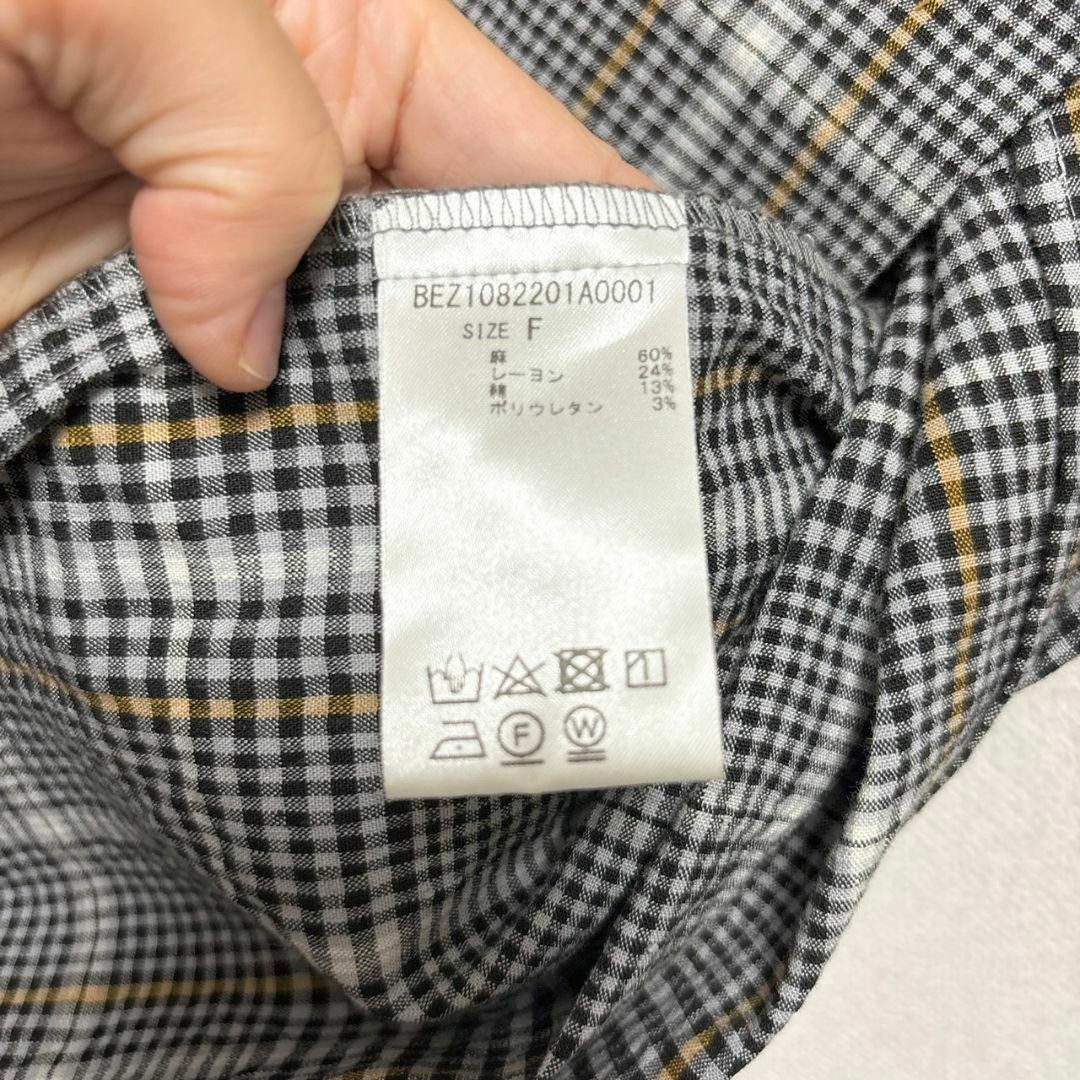 BEZ1082201A0001
SIZE F
麻 60%
レーヨン 24%
綿 13%
ポリウレタン 3%
F W